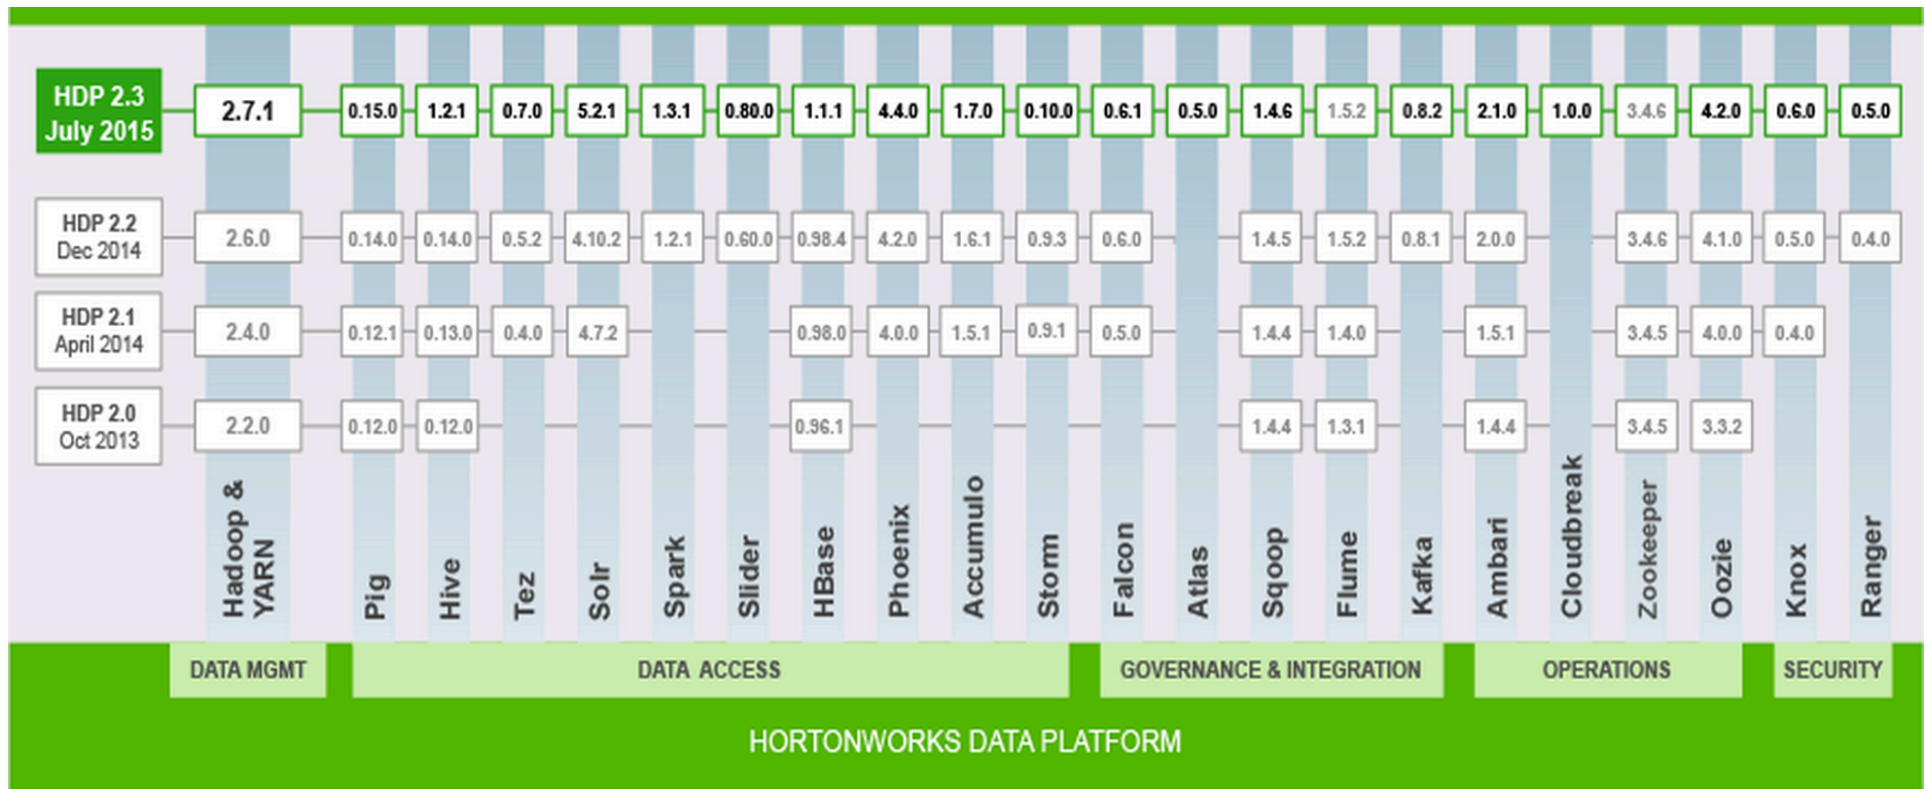 HDP 2.3
July 2015
2.7.1 0.15.0 1.2.1 0.7.0 5.2.1 1.3.1 0.80.0 1.1.1 4.4.0 1.7.0 0.10.0 0.6.1 0.5.0 1.4.6 1.5.2 0.8.2 2.1.0 1.0.0 3.4.6 4.2.0 0.6.0 0.5.0
HDP 2.2
Dec 2014
2.6.0 0.14.0 0.14.0 0.5.2 4.10.2 1.2.1 0.60.0 0.98.4 4.2.0 1.6.1 0.9.3 0.6.0 1.4.5 1.5.2 0.8.1 2.0.0 3.4.6 4.1.0 0.5.0 0.4.0
HDP 2.1
April 2014
2.4.0 0.12.1 0.13.0 0.4.0 4.7.2 0.98.0 4.0.0 1.5.1 0.9.1 0.5.0 1.4.4 1.4.0 1.5.1 3.4.5 4.0.0 0.4.0
HDP 2.0
Oct 2013
2.2.0 0.12.0 0.12.0 0.96.1 1.4.4 1.3.1 1.4.4 3.4.5 3.3.2
Hadoop &
YARN
Pig
Hive
Tez
Solr
Spark
Slider
HBase
Phoenix
Accumulo
Storm
Falcon
Atlas
Sqoop
Flume
Kafka
Ambari
Cloudbreak
Zookeeper
Oozie
Knox
Ranger
DATA MGMT
DATA ACCESS
GOVERNANCE & INTEGRATION
OPERATIONS
SECURITY
HORTONWORKS DATA PLATFORM